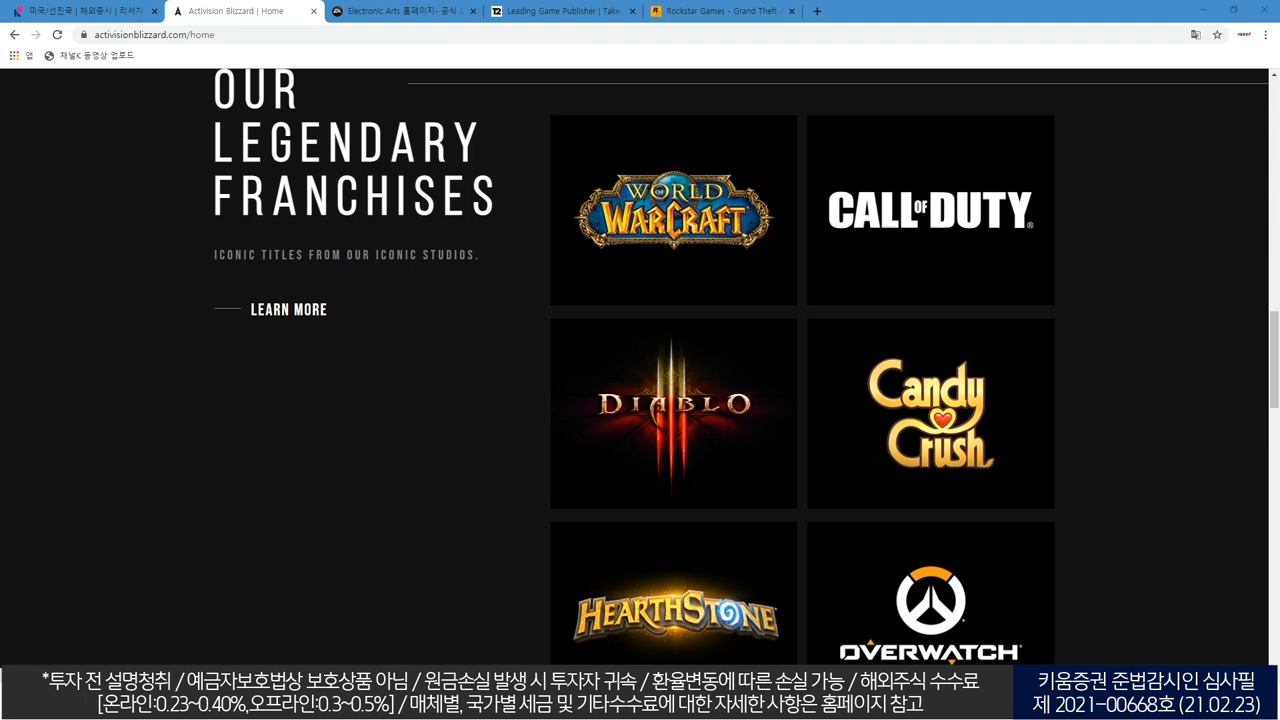 미국/선진국 | 해외증시 | 리서치
Activision Blizzard | Home
Electronic Arts 홈페이지- 공식
Leading Game Publisher | Take-
Rockstar Games - Grand Theft
activisionblizzard.com/home
앱
채널K 동영상 업로드
OUR
LEGENDARY
FRANCHISES
ICONIC TITLES FROM OUR ICONIC STUDIOS.
LEARN MORE
WORLD OF WARCRAFT
CALL OF DUTY®
DIABLO
Candy
Crush
HEARTHSTONE
OVERWATCH
*투자 전 설명청취 / 예금자보호법상 보호상품 아님 / 원금손실 발생 시 투자자 귀속 / 환율변동에 따른 손실 가능 / 해외주식 수수료
[온라인:0.23~0.40%,오프라인:0.3~0.5%] / 매체별, 국가별 세금 및 기타수수료에 대한 자세한 사항은 홈페이지 참고
키움증권 준법감시인 심사필
제 2021-00668호 (21.02.23)